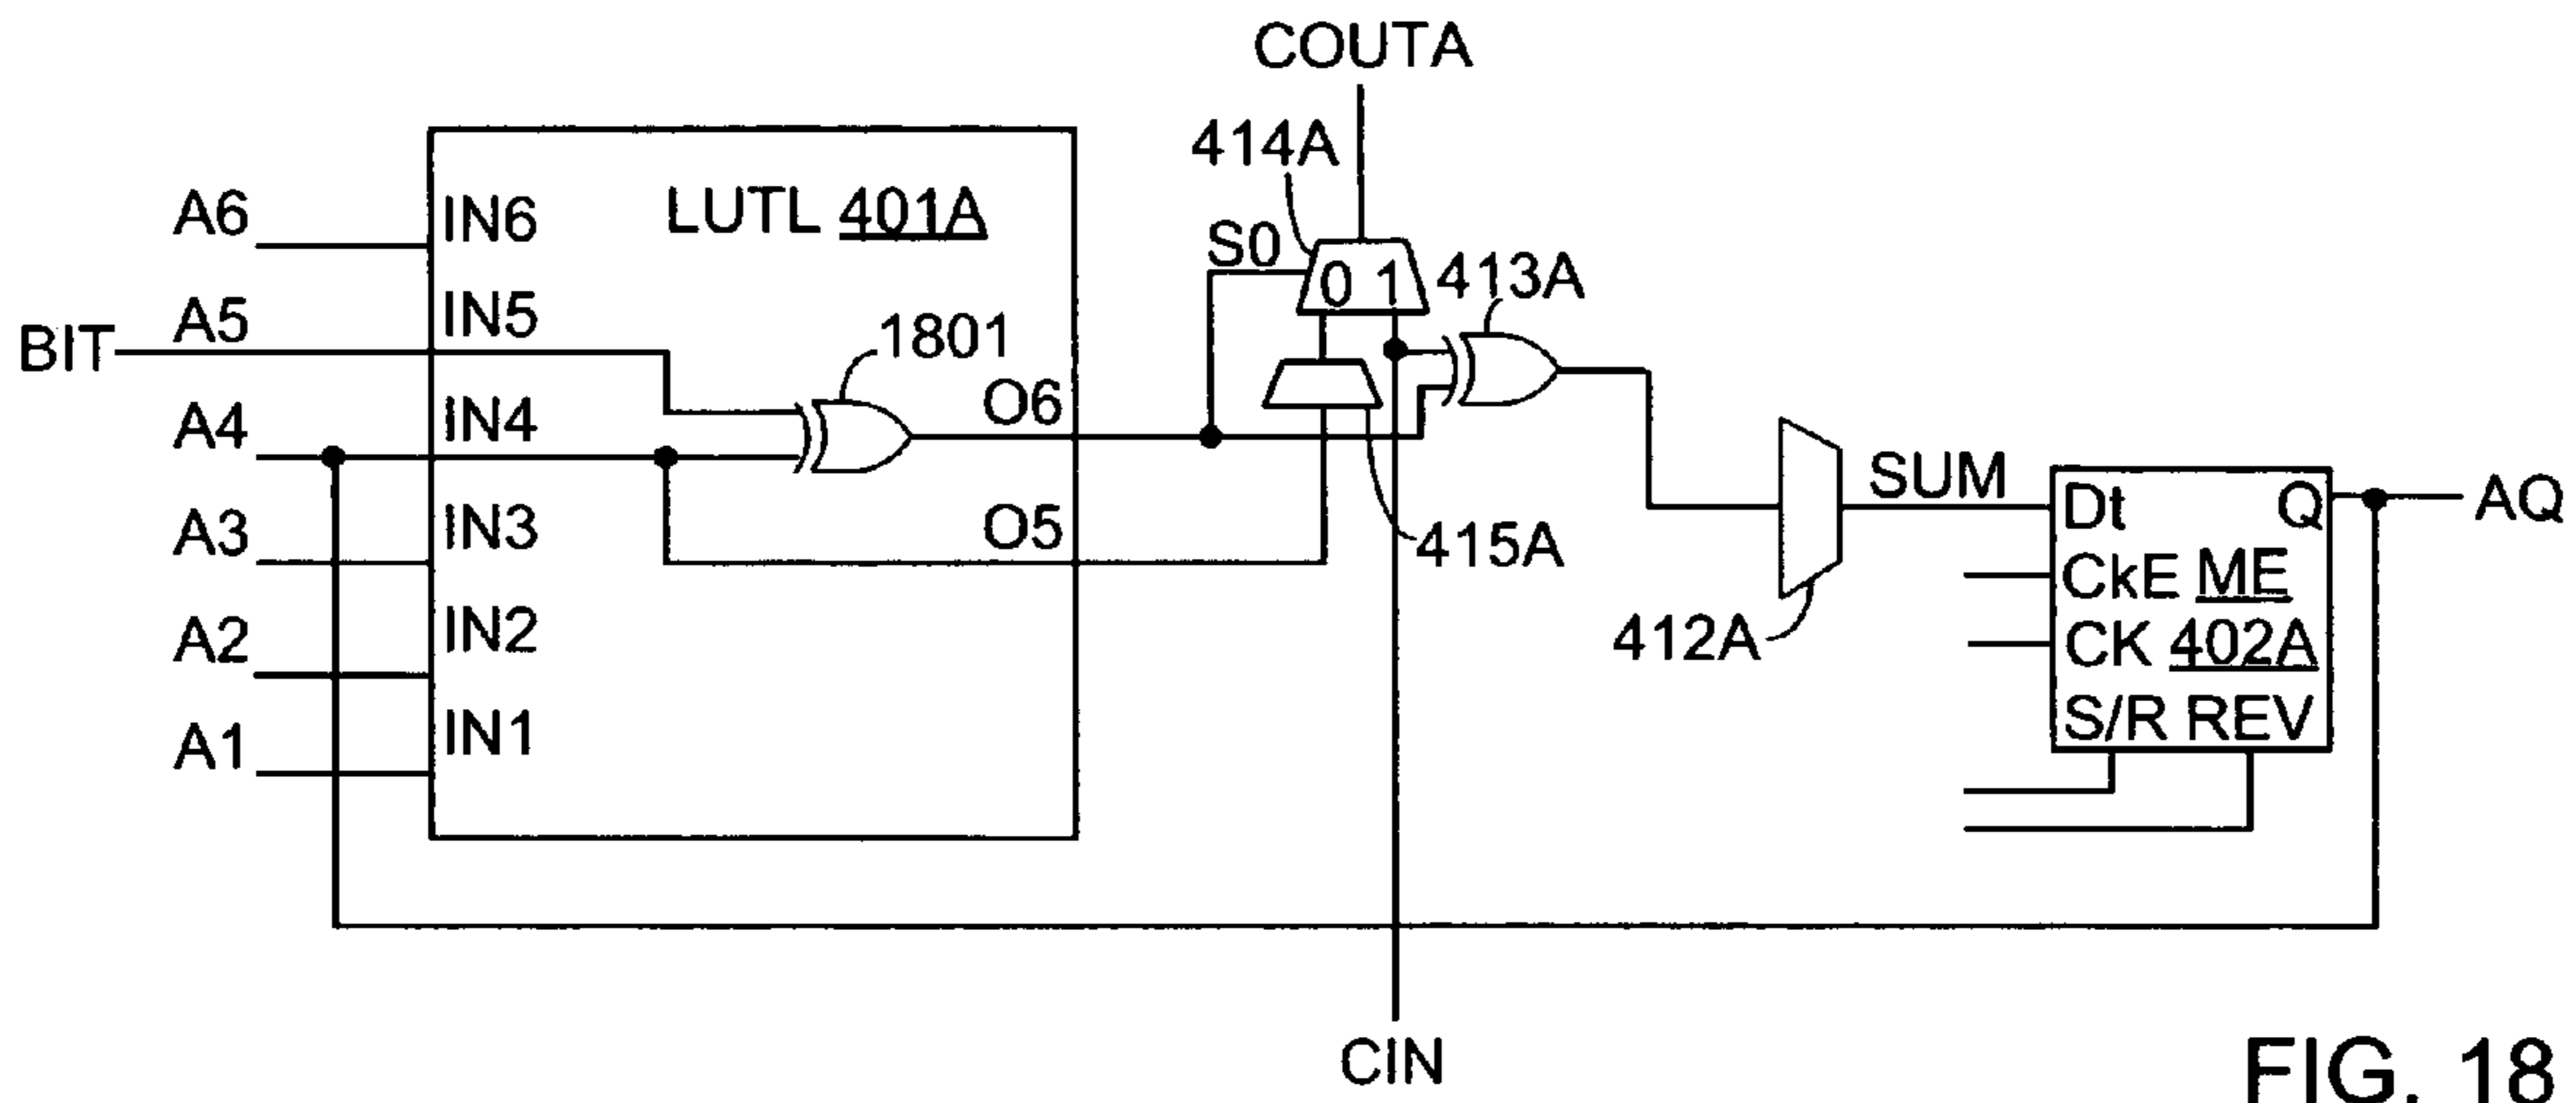 COUTA
414A
A6
IN6
LUTL 401A
S0
0 1
413A
BIT
A5
IN5
1801
A4
IN4
O6
A3
IN3
O5
415A
SUM
Dt
Q
AQ
A2
IN2
412A
CkE ME
CK 402A
A1
IN1
S/R REV
CIN
FIG. 18